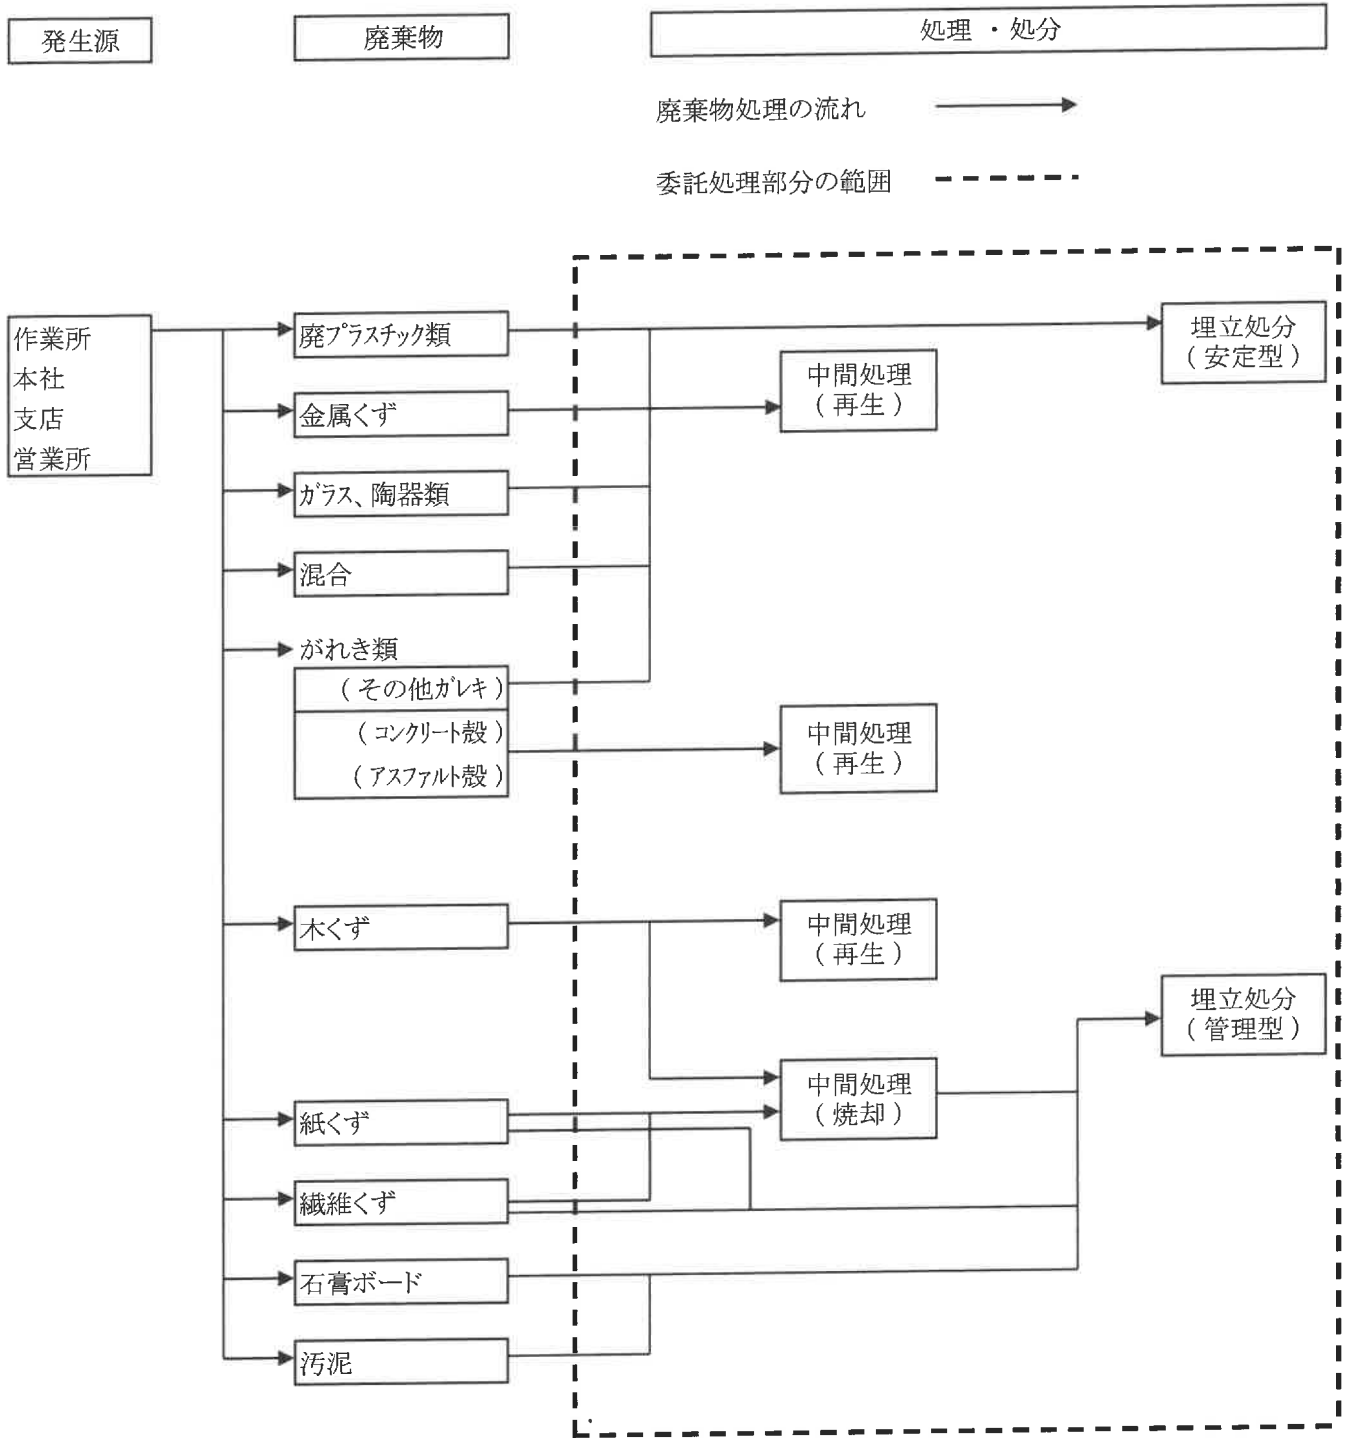 発生源
廃棄物
処理 ・ 処分
廃棄物処理の流れ
委託処理部分の範囲
作業所
本社
支店
営業所
廃プラスチック類
金属くず
ガラス、陶器類
混合
がれき類
( その他ガレキ )
( コンクリート殻 )
( アスファルト殻 )
木くず
紙くず
繊維くず
石膏ボード
汚泥
中間処理
( 再生 )
中間処理
( 再生 )
中間処理
( 再生 )
中間処理
( 焼却 )
埋立処分
( 安定型 )
埋立処分
( 管理型 )